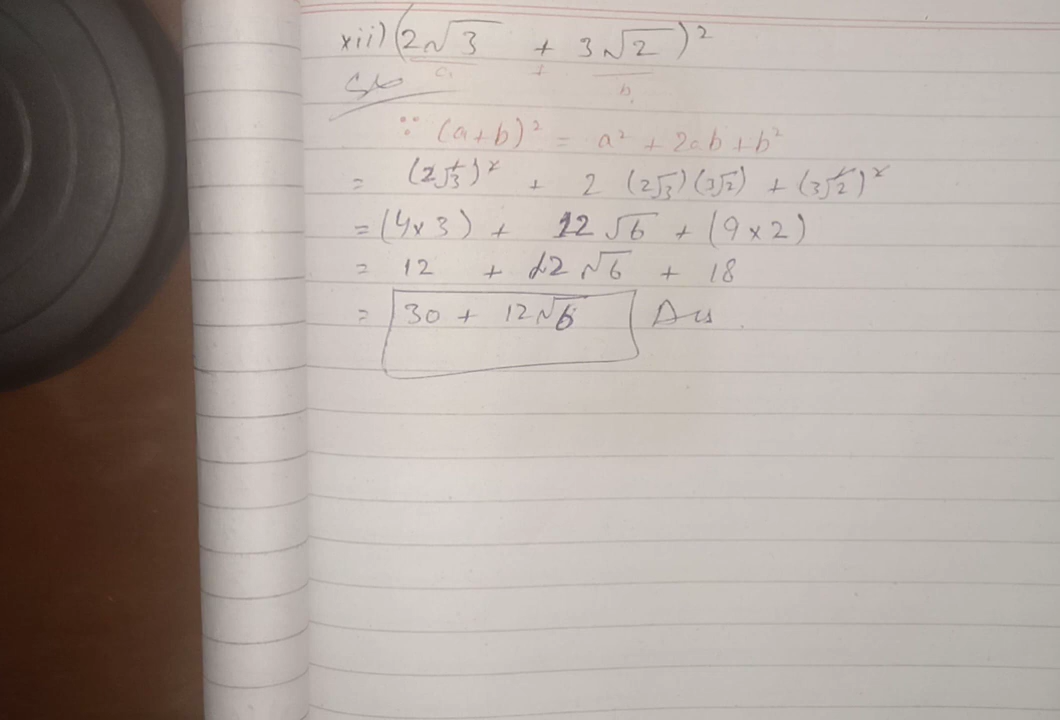 xii) (2√3 + 3√2)²
a + b
Sol
∵ (a+b)² = a² + 2ab + b²
= (2√3)² + 2 (2√3)(3√2) + (3√2)²
= (4×3) + 12√6 + (9×2)
= 12 + 12√6 + 18
= 30 + 12√6 Ans.